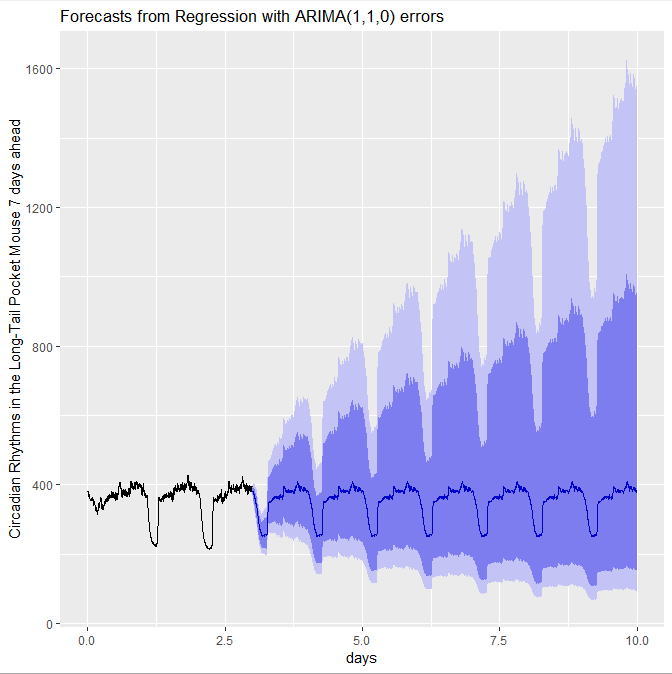 Forecasts from Regression with ARIMA(1,1,0) errors
Circadian Rhythms in the Long-Tail Pocket Mouse 7 days ahead
1600
1200
800
400
0
0.0 2.5 5.0 7.5 10.0
days